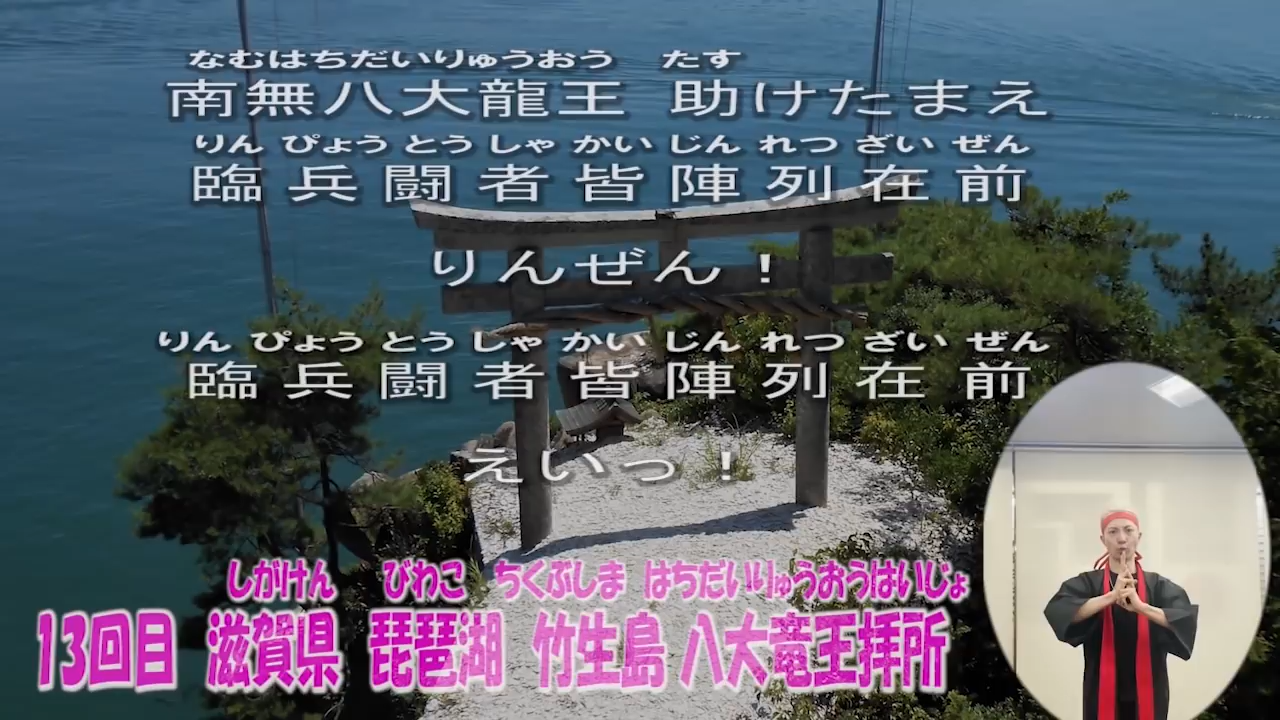 なむはちだいりゅうおう たす
南無八大龍王 助けたまえ
りん ぴょう とう しゃ かい じん れつ ざい ぜん
臨兵闘者皆陣列在前
りんぜん！
りん ぴょう とう しゃ かい じん れつ ざい ぜん
臨兵闘者皆陣列在前
えいっ！
しがけん びわこ ちくぶしま はちだいりゅうおうはいじょ
13回目 滋賀県 琵琶湖 竹生島 八大竜王拝所